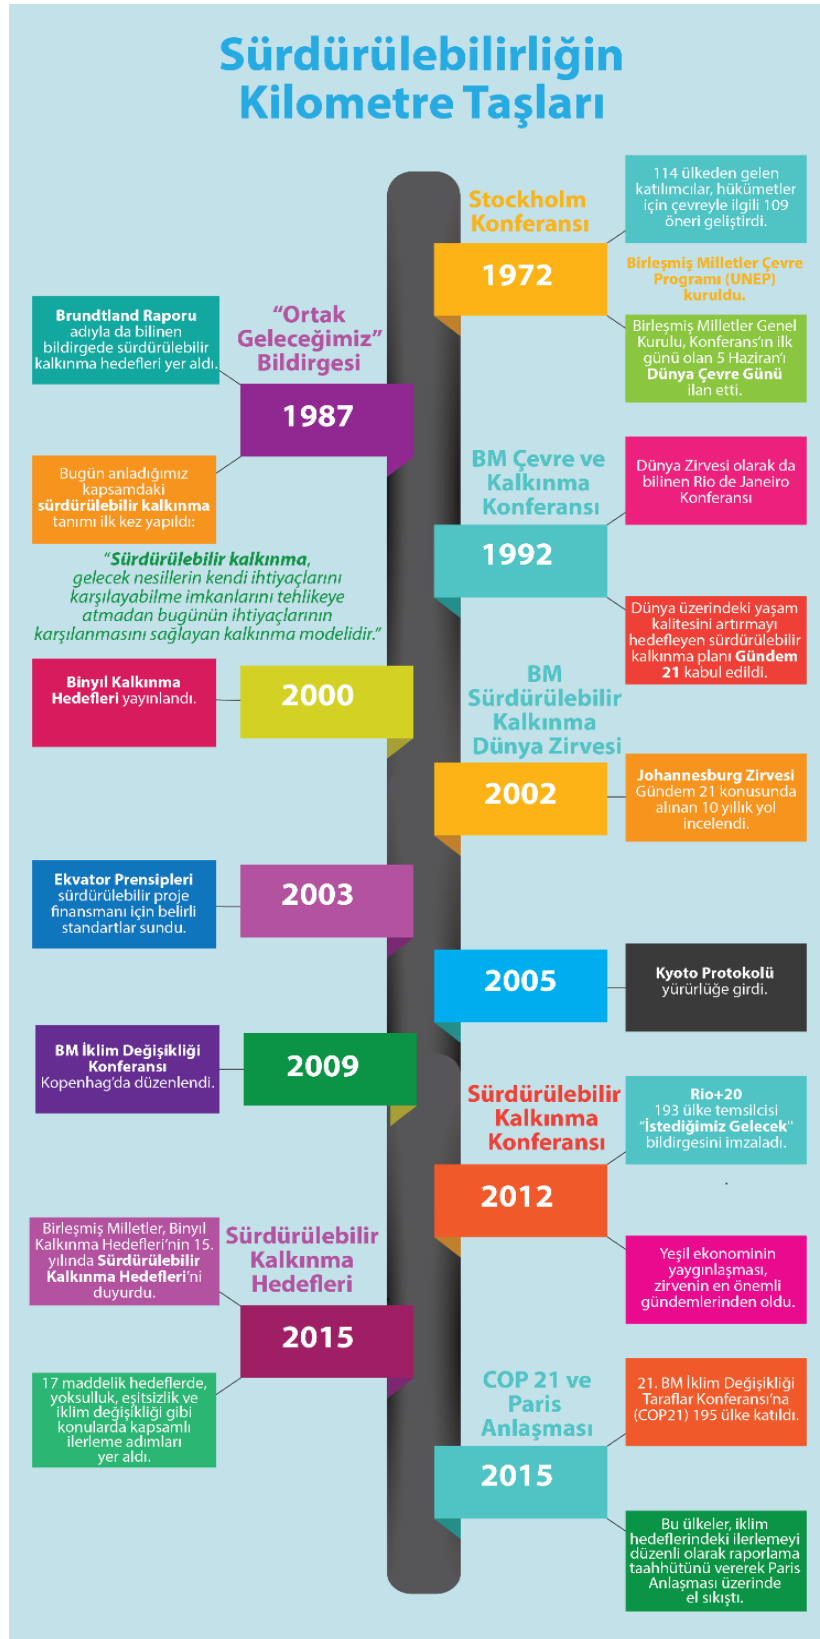 Sürdürülebilirliğin
Kilometre Taşları
Stockholm
Konferansı
1972
114 ülkeden gelen
katılımcılar, hükümetler
için çevreyle ilgili 109
öneri geliştirdi.
Birleşmiş Milletler Çevre
Programı (UNEP)
kuruldu.
Birleşmiş Milletler Genel
Kurulu, Konferans'ın ilk
günü olan 5 Haziran'ı
Dünya Çevre Günü
ilan etti.
"Ortak
Geleceğimiz"
Bildirgesi
1987
Brundtland Raporu
adıyla da bilinen
bildirgede sürdürülebilir
kalkınma hedefleri yer aldı.
Bugün anladığımız
kapsamdaki
sürdürülebilir kalkınma
tanımı ilk kez yapıldı:
"Sürdürülebilir kalkınma,
gelecek nesillerin kendi ihtiyaçlarını
karşılayabilme imkanlarını tehlikeye
atmadan bugünün ihtiyaçlarının
karşılanmasını sağlayan kalkınma modelidir."
BM Çevre ve
Kalkınma
Konferansı
1992
Dünya Zirvesi olarak da
bilinen Rio de Janeiro
Konferansı
Dünya üzerindeki yaşam
kalitesini artırmayı
hedefleyen sürdürülebilir
kalkınma planı Gündem
21 kabul edildi.
2000
Binyıl Kalkınma
Hedefleri yayınlandı.
BM
Sürdürülebilir
Kalkınma
Dünya Zirvesi
2002
Johannesburg Zirvesi
Gündem 21 konusunda
alınan 10 yıllık yol
incelendi.
2003
Ekvator Prensipleri
sürdürülebilir proje
finansmanı için belirli
standartlar sundu.
2005
Kyoto Protokolü
yürürlüğe girdi.
2009
BM İklim Değişikliği
Konferansı
Kopenhag'da düzenlendi.
Sürdürülebilir
Kalkınma
Konferansı
2012
Rio+20
193 ülke temsilcisi
"İstediğimiz Gelecek"
bildirgesini imzaladı.
Yeşil ekonominin
yaygınlaşması,
zirvenin en önemli
gündemlerinden oldu.
Sürdürülebilir
Kalkınma
Hedefleri
2015
Birleşmiş Milletler, Binyıl
Kalkınma Hedefleri'nin 15.
yılında Sürdürülebilir
Kalkınma Hedefleri'ni
duyurdu.
17 maddelik hedeflerde,
yoksulluk, eşitsizlik ve
iklim değişikliği gibi
konularda kapsamlı
ilerleme adımları
yer aldı.
COP 21 ve
Paris
Anlaşması
2015
21. BM İklim Değişikliği
Taraflar Konferansı'na
(COP21) 195 ülke katıldı.
Bu ülkeler, iklim
hedeflerindeki ilerlemeyi
düzenli olarak raporlama
taahhütünü vererek Paris
Anlaşması üzerinde
el sıkıştı.